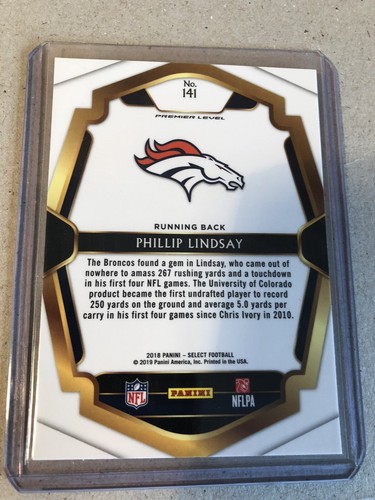 No.
141
PREMIER LEVEL
RUNNING BACK
PHILLIP LINDSAY
The Broncos found a gem in Lindsay, who came out of
nowhere to amass 267 rushing yards and a touchdown
in his first four NFL games. The University of Colorado
product became the first undrafted player to record
250 yards on the ground and average 5.0 yards per
carry in his first four games since Chris Ivory in 2010.
2018 PANINI – SELECT FOOTBALL
© 2019 Panini America, Inc. Printed in the USA.
NFL PANINI NFLPA